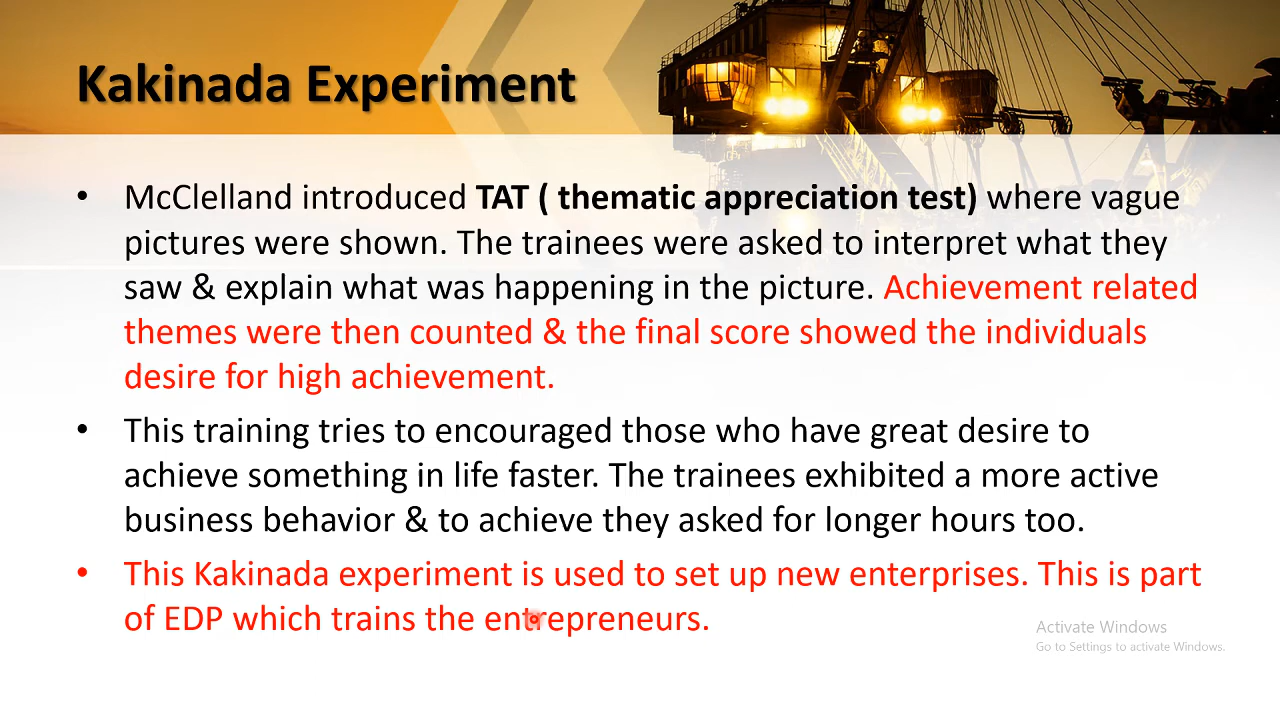 Kakinada Experiment
• McClelland introduced TAT ( thematic appreciation test) where vague
pictures were shown. The trainees were asked to interpret what they
saw & explain what was happening in the picture. Achievement related
themes were then counted & the final score showed the individuals
desire for high achievement.
• This training tries to encouraged those who have great desire to
achieve something in life faster. The trainees exhibited a more active
business behavior & to achieve they asked for longer hours too.
• This Kakinada experiment is used to set up new enterprises. This is part
of EDP which trains the entrepreneurs.
Activate Windows
Go to Settings to activate Windows.